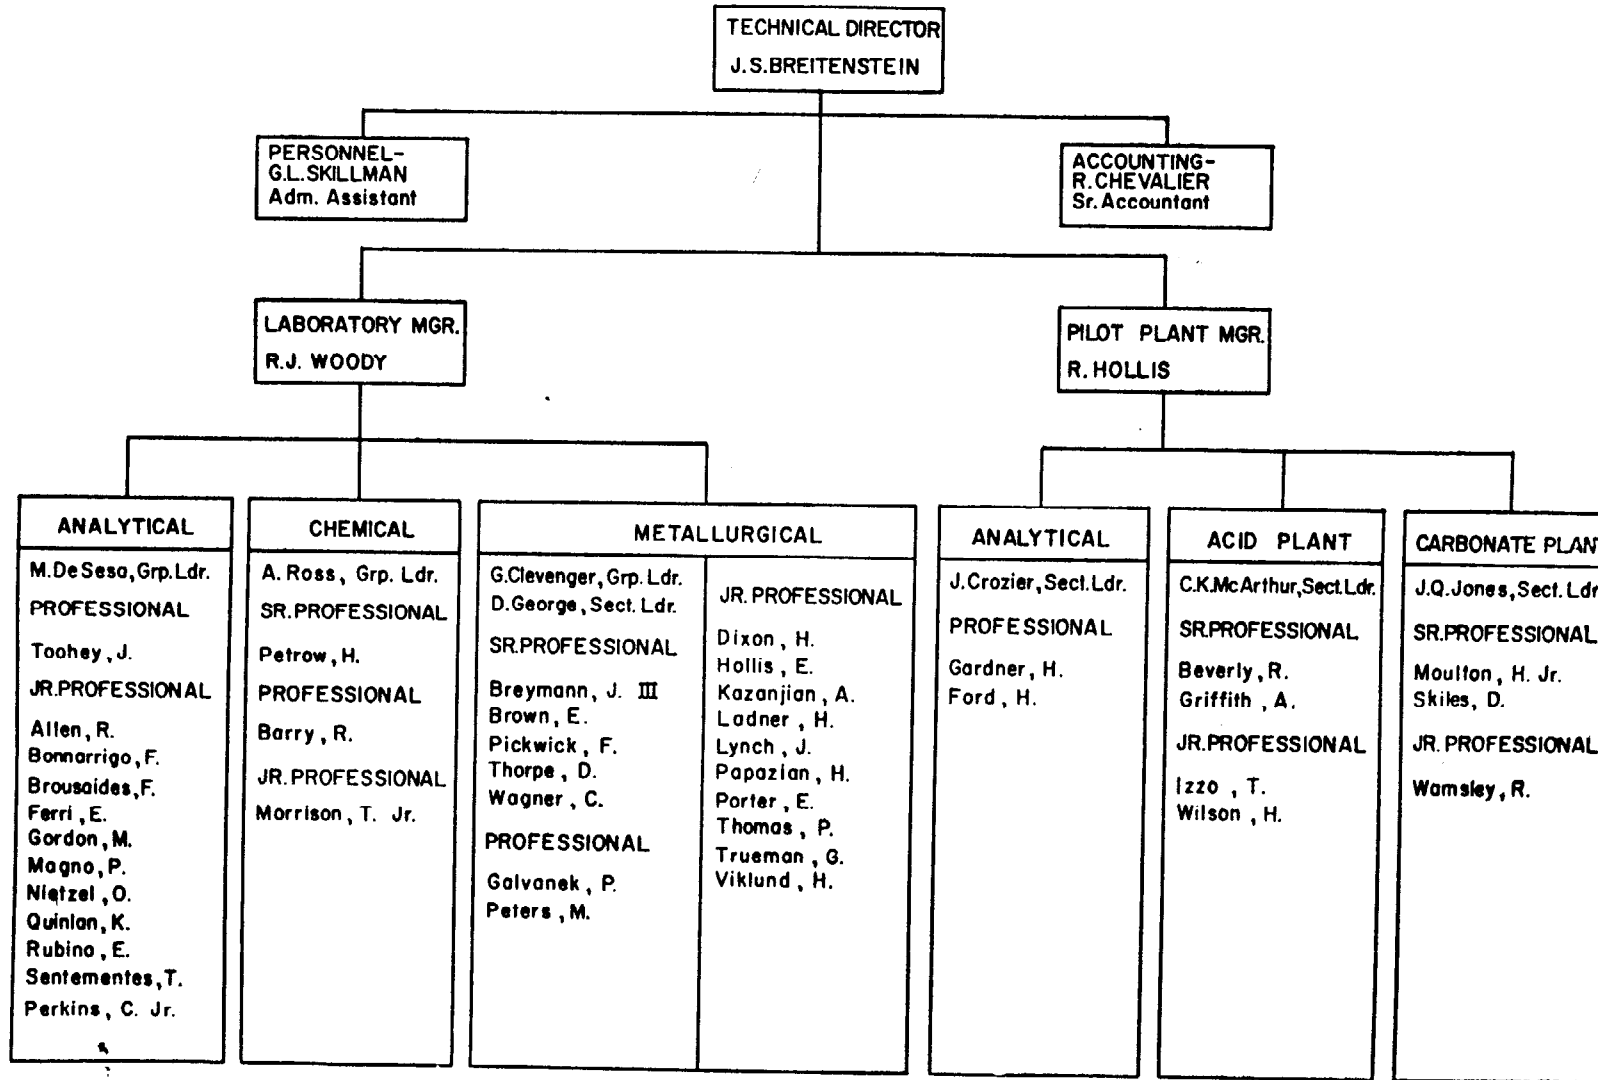 TECHNICAL DIRECTOR
J.S.BREITENSTEIN
PERSONNEL-
G.L.SKILLMAN
Adm. Assistant
ACCOUNTING-
R.CHEVALIER
Sr.Accountant
LABORATORY MGR.
R.J. WOODY
PILOT PLANT MGR.
R.HOLLIS
ANALYTICAL
M.DeSesa,Grp.Ldr.
PROFESSIONAL
Toohey,J.
JR.PROFESSIONAL
Allen,R.
Bonnarrigo,F.
Brousaides,F.
Ferri,E.
Gordon,M.
Magno,P.
Nietzel,O.
Quinlan,K.
Rubino,E.
Sentementes,T.
Perkins, C. Jr.
CHEMICAL
A.Ross, Grp. Ldr.
SR.PROFESSIONAL
Petrow,H.
PROFESSIONAL
Barry,R.
JR.PROFESSIONAL
Morrison,T. Jr.
METALLURGICAL
G.Clevenger,Grp.Ldr.
D.George,Sect.Ldr.
SR.PROFESSIONAL
Breymann, J. III
Brown,E.
Pickwick,F.
Thorpe,D.
Wagner,C.
PROFESSIONAL
Galvanek,P.
Peters,M.
JR.PROFESSIONAL
Dixon,H.
Hollis,E.
Kazanjian,A.
Ladner,H.
Lynch,J.
Papazian,H.
Porter,E.
Thomas,P.
Trueman,G.
Viklund,H.
ANALYTICAL
J.Crozier,Sect.Ldr.
PROFESSIONAL
Gardner,H.
Ford,H.
ACID PLANT
C.K.McArthur,Sect.Ldr.
SR.PROFESSIONAL
Beverly,R.
Griffith,A.
JR.PROFESSIONAL
Izzo,T.
Wilson,H.
CARBONATE PLANT
J.Q.Jones,Sect.Ldr
SR.PROFESSIONAL
Moulton,H. Jr.
Skiles,D.
JR.PROFESSIONAL
Wamsley,R.